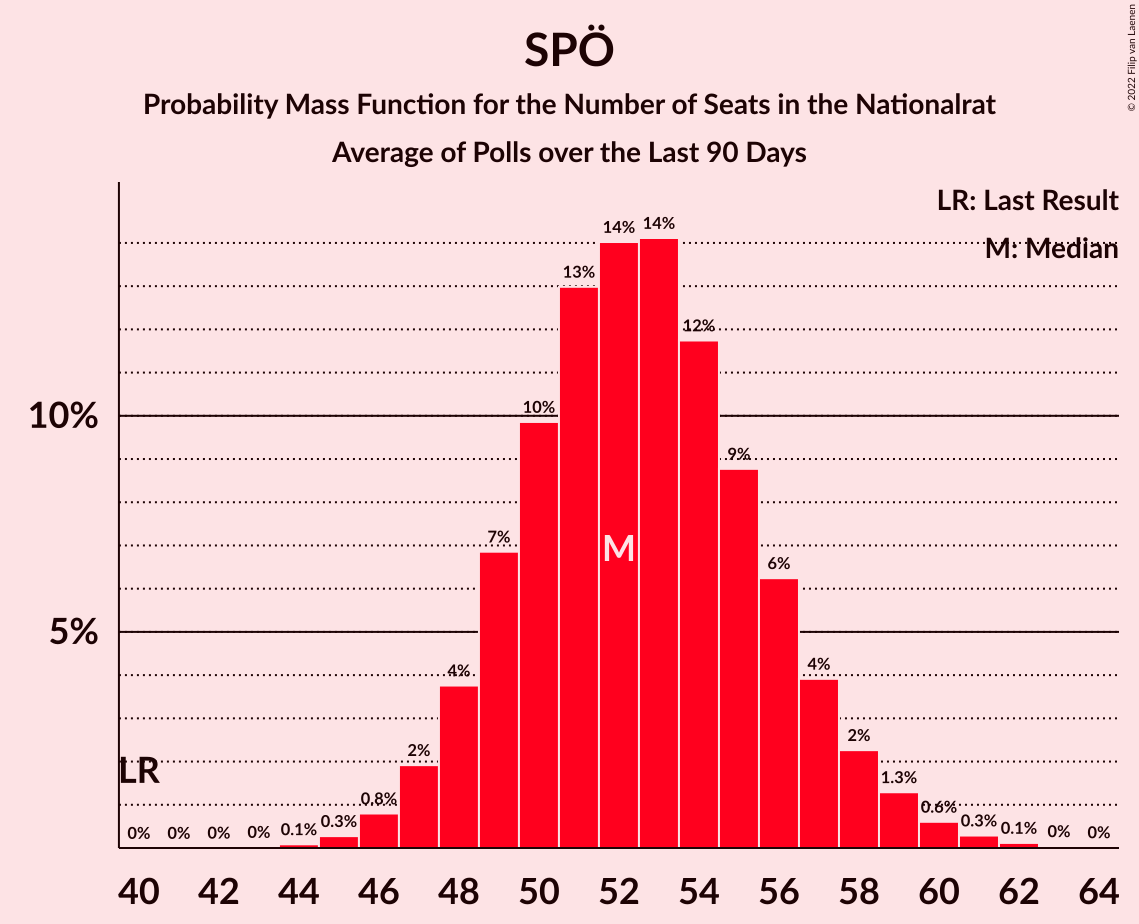 SPÖ
Probability Mass Function for the Number of Seats in the Nationalrat
Average of Polls over the Last 90 Days
© 2022 Filip van Laenen
LR: Last Result
M: Median
10%
5%
LR
M
0% 0% 0% 0% 0.1% 0.3% 0.8% 2% 4% 7% 10% 13% 14% 14% 12% 9% 6% 4% 2% 1.3% 0.6% 0.3% 0.1% 0% 0%
40 42 44 46 48 50 52 54 56 58 60 62 64